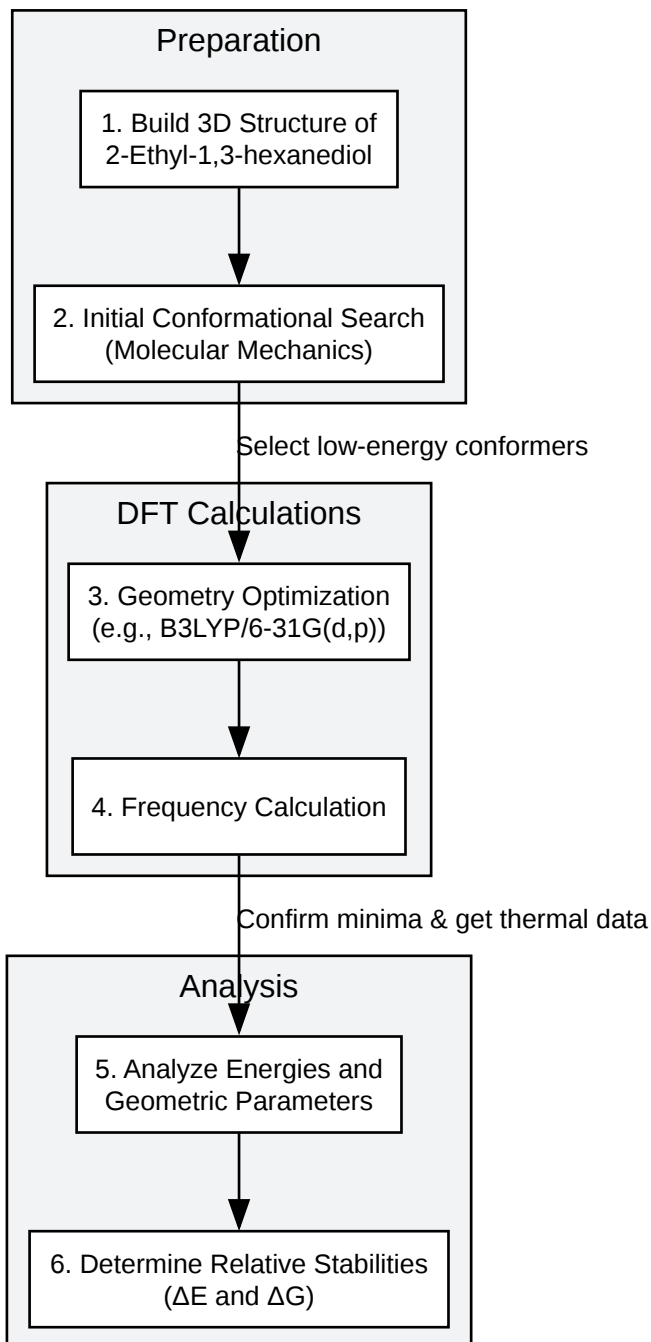 Preparation
1. Build 3D Structure of
2-Ethyl-1,3-hexanediol
2. Initial Conformational Search
(Molecular Mechanics)
Select low-energy conformers
DFT Calculations
3. Geometry Optimization
(e.g., B3LYP/6-31G(d,p))
4. Frequency Calculation
Confirm minima & get thermal data
Analysis
5. Analyze Energies and
Geometric Parameters
6. Determine Relative Stabilities
(ΔE and ΔG)